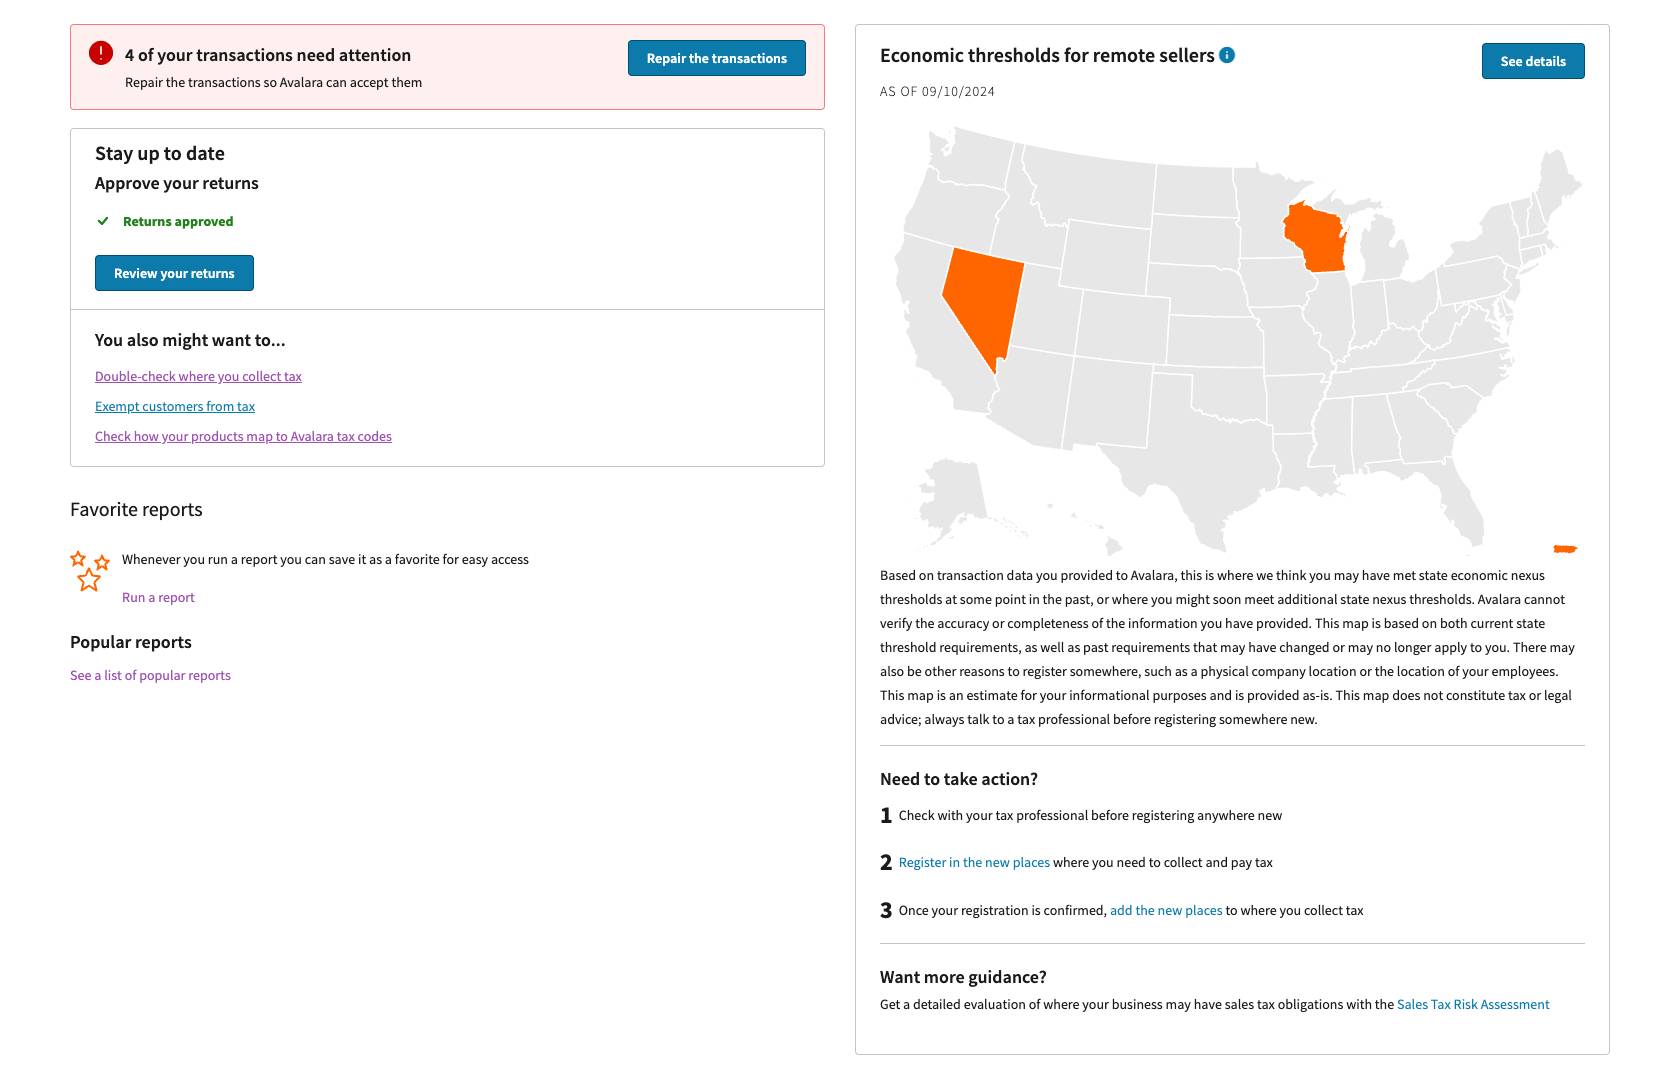 4 of your transactions need attention
Repair the transactions so Avalara can accept them
Repair the transactions
Stay up to date
Approve your returns
Returns approved
Review your returns
You also might want to...
Double-check where you collect tax
Exempt customers from tax
Check how your products map to Avalara tax codes
Favorite reports
Whenever you run a report you can save it as a favorite for easy access
Run a report
Popular reports
See a list of popular reports
Economic thresholds for remote sellers
See details
AS OF 09/10/2024
Based on transaction data you provided to Avalara, this is where we think you may have met state economic nexus
thresholds at some point in the past, or where you might soon meet additional state nexus thresholds. Avalara cannot
verify the accuracy or completeness of the information you have provided. This map is based on both current state
threshold requirements, as well as past requirements that may have changed or may no longer apply to you. There may
also be other reasons to register somewhere, such as a physical company location or the location of your employees.
This map is an estimate for your informational purposes and is provided as-is. This map does not constitute tax or legal
advice; always talk to a tax professional before registering somewhere new.
Need to take action?
1 Check with your tax professional before registering anywhere new
2 Register in the new places where you need to collect and pay tax
3 Once your registration is confirmed, add the new places to where you collect tax
Want more guidance?
Get a detailed evaluation of where your business may have sales tax obligations with the Sales Tax Risk Assessment